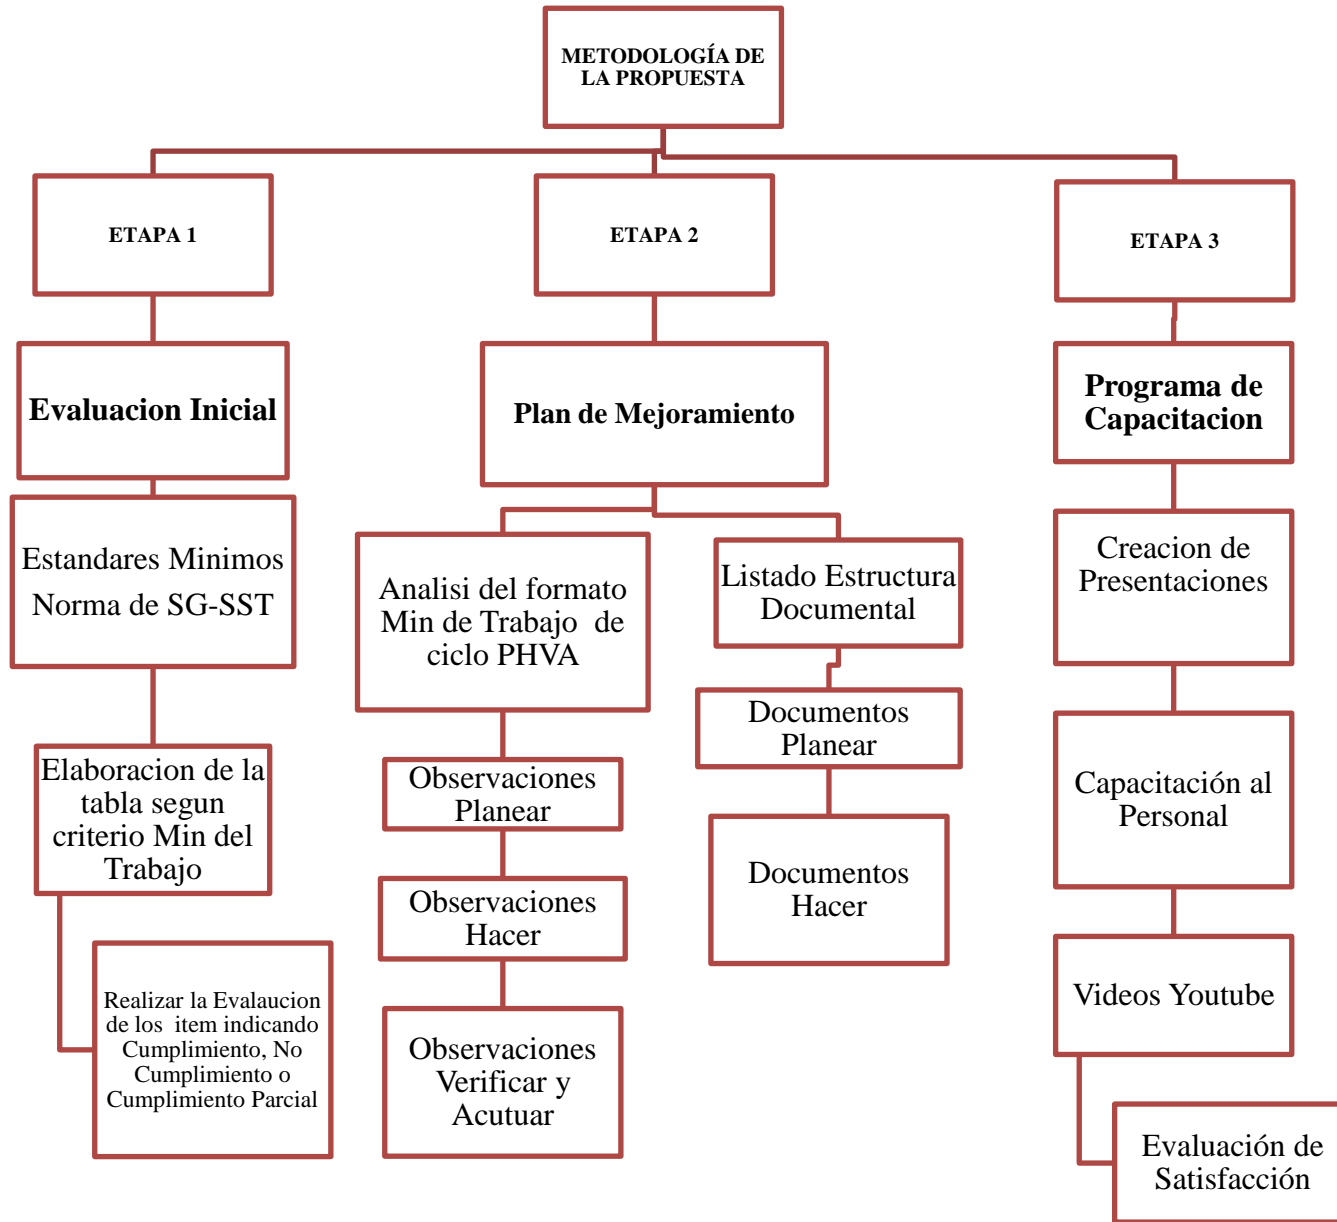 METODOLOGÍA DE
LA PROPUESTA
ETAPA 1
Evaluacion Inicial
Estandares Minimos
Norma de SG-SST
Elaboracion de la
tabla segun
criterio Min del
Trabajo
Realizar la Evalaucion
de los item indicando
Cumplimiento, No
Cumplimiento o
Cumplimiento Parcial
ETAPA 2
Plan de Mejoramiento
Analisi del formato
Min de Trabajo de
ciclo PHVA
Observaciones
Planear
Observaciones
Hacer
Observaciones
Verificar y
Acutuar
Listado Estructura
Documental
Documentos
Planear
Documentos
Hacer
ETAPA 3
Programa de
Capacitacion
Creacion de
Presentaciones
Capacitación al
Personal
Videos Youtube
Evaluación de
Satisfacción